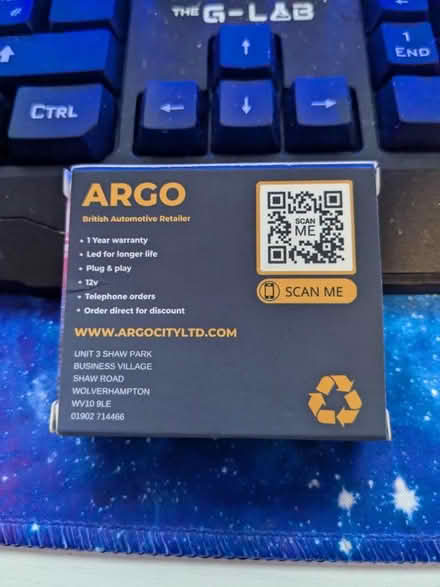 THE G-LAB
#
CTRL
1
END
ARGO
British Automotive Retailer
• 1 Year warranty
• Led for longer life
• Plug & play
• 12v
• Telephone orders
• Order direct for discount
SCAN
ME
SCAN ME
WWW.ARGOCITYLTD.COM
UNIT 3 SHAW PARK
BUSINESS VILLAGE
SHAW ROAD
WOLVERHAMPTON
WV10 9LE
01902 714466